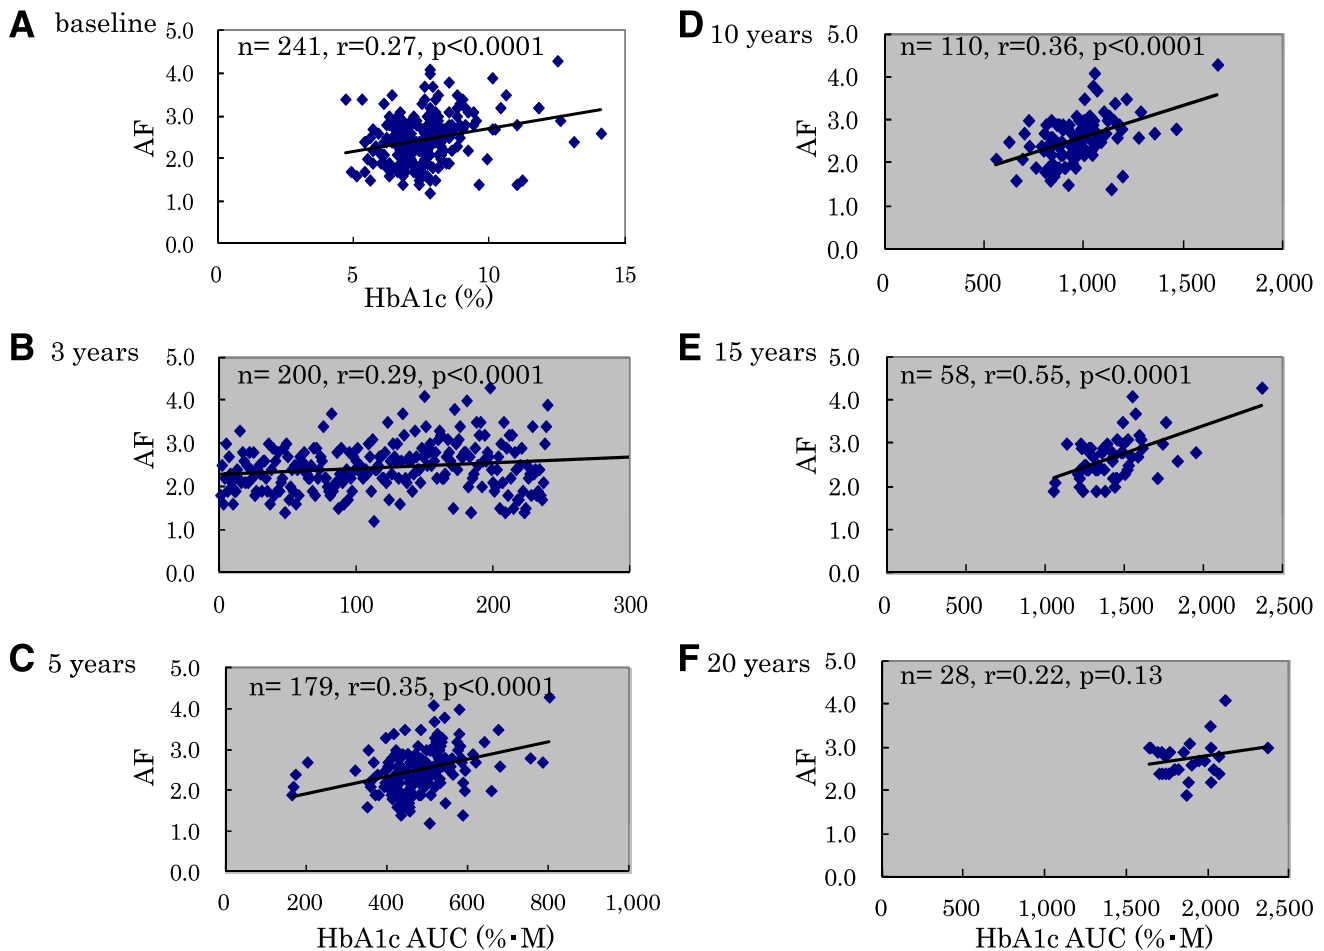 A baseline
n= 241, r=0.27, p<0.0001
5.0
4.0
3.0
2.0
1.0
0.0
AF
0 5 10 15
HbA1c (%)
B 3 years
n= 200, r=0.29, p<0.0001
5.0
4.0
3.0
2.0
1.0
0.0
AF
0 100 200 300
C 5 years
n= 179, r=0.35, p<0.0001
5.0
4.0
3.0
2.0
1.0
0.0
AF
0 200 400 600 800 1,000
HbA1c AUC (%·M)
D 10 years
n= 110, r=0.36, p<0.0001
5.0
4.0
3.0
2.0
1.0
0.0
AF
0 500 1,000 1,500 2,000
E 15 years
n= 58, r=0.55, p<0.0001
5.0
4.0
3.0
2.0
1.0
0.0
AF
0 500 1,000 1,500 2,000 2,500
F 20 years
n= 28, r=0.22, p=0.13
5.0
4.0
3.0
2.0
1.0
0.0
AF
0 500 1,000 1,500 2,000 2,500
HbA1c AUC (%·M)